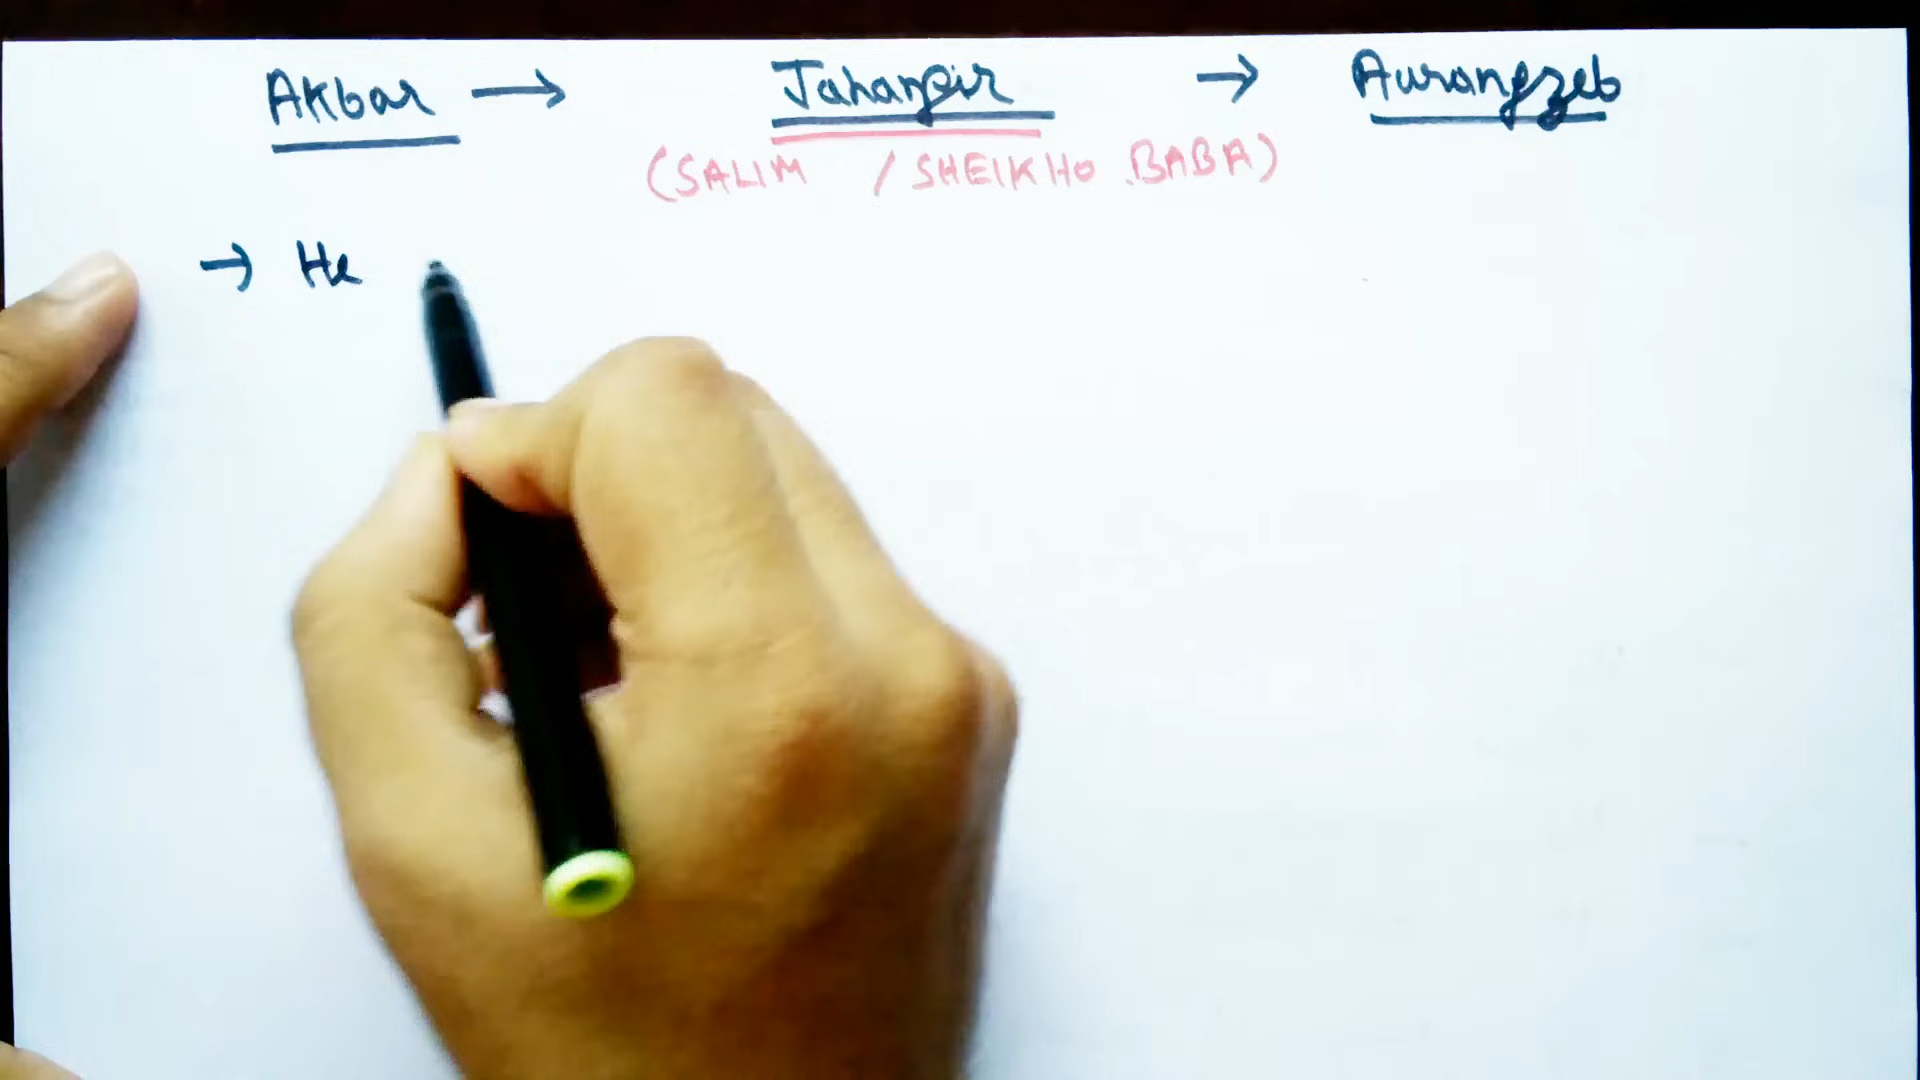 Akbar → Jahangir → Aurangzeb
(SALIM / SHEIKHO BABA)
→ He